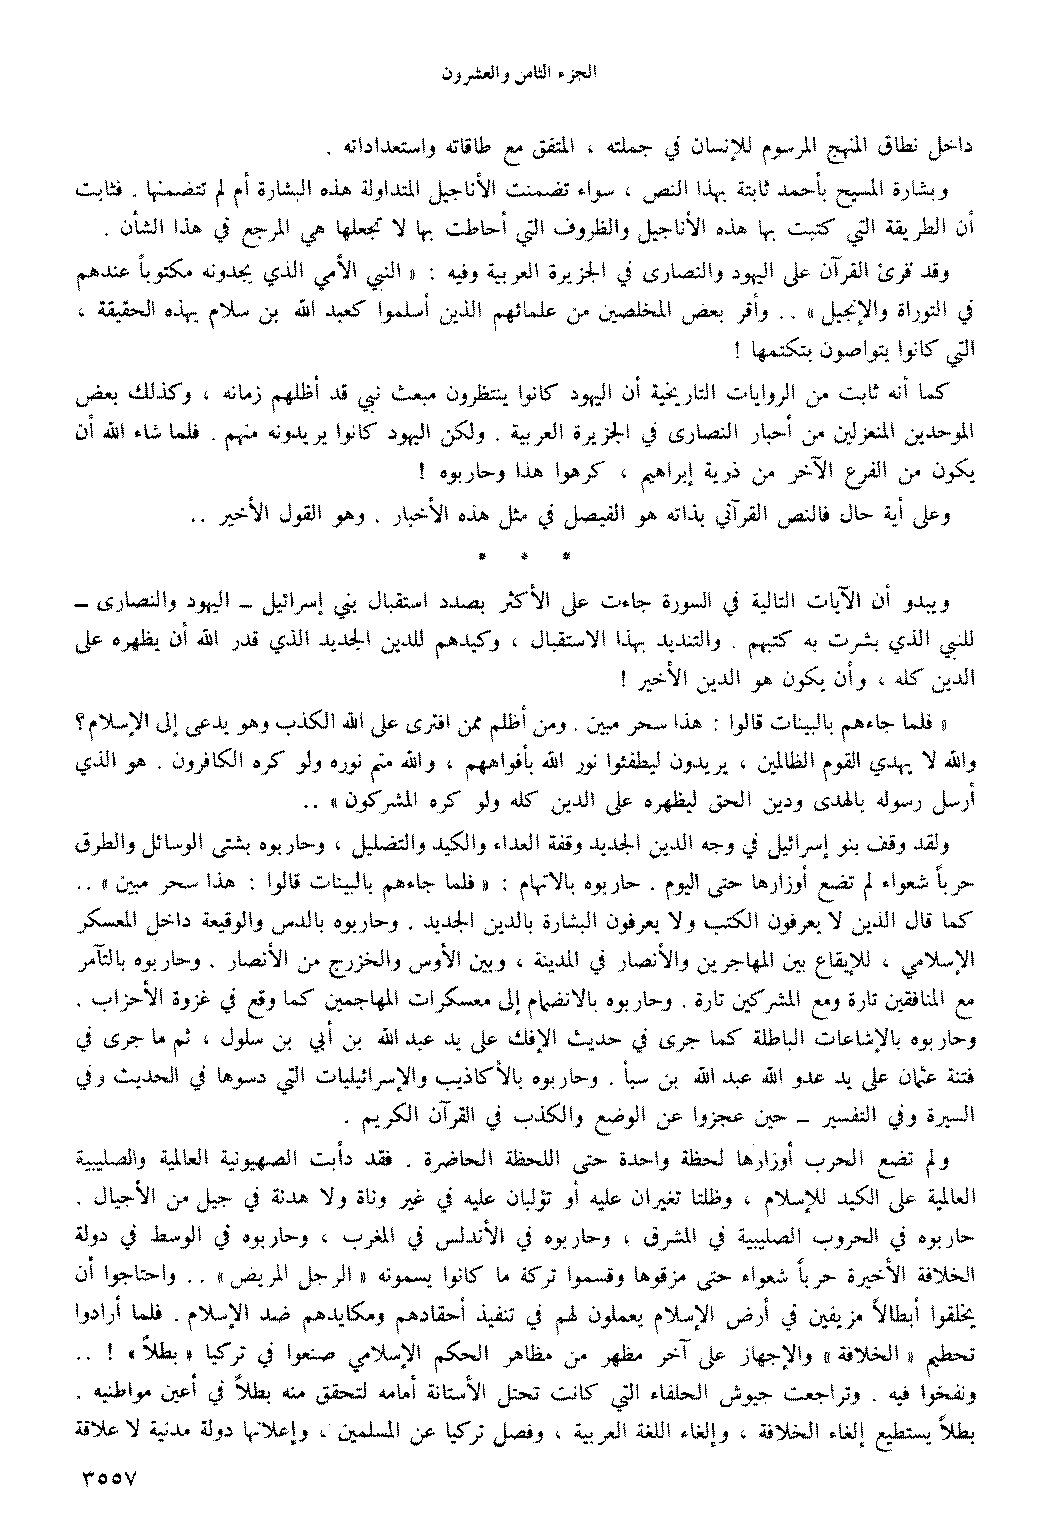 الجزء الثامن والعشرون
داخل نطاق المنهج المرسوم للإنسان في جملته ، المتفق مع طاقاته واستعداداته .
وبشارة المسيح بأحمد ثابتة بهذا النص ، سواء تضمنت الأناجيل المتداولة هذه البشارة أم لم تتضمنها . فثابت
أن الطريقة التي كتبت بها هذه الأناجيل والظروف التي أحاطت بها لا تجعلها هي المرجع في هذا الشأن .
وقد قرئ القرآن على اليهود والنصارى في الجزيرة العربية وفيه : « النبي الأمي الذي يجدونه مكتوباً عندهم
في التوراة والإنجيل » .. وأقر بعض المخلصين من علمائهم الذين أسلموا كعبد الله بن سلام بهذه الحقيقة ،
التي كانوا يتواصون بتكتمها !
كما أنه ثابت من الروايات التاريخية أن اليهود كانوا ينتظرون مبعث نبي قد أظلهم زمانه ، وكذلك بعض
الموحدين المنعزلين من أحبار النصارى في الجزيرة العربية . ولكن اليهود كانوا يريدونه منهم . فلما شاء الله أن
يكون من الفرع الآخر من ذرية إبراهيم ، كرهوا هذا وحاربوه !
وعلى أية حال فالنص القرآني بذاته هو الفيصل في مثل هذه الأخبار . وهو القول الأخير ..
* * *
ويبدو أن الآيات التالية في السورة جاءت على الأكثر بصدد استقبال بني إسرائيل – اليهود والنصارى –
للنبي الذي بشرت به كتبهم . والتنديد بهذا الاستقبال ، وكيدهم للدين الجديد الذي قدر الله أن يظهره على
الدين كله ، وأن يكون هو الدين الأخير !
« فلما جاءهم بالبينات قالوا : هذا سحر مبين . ومن أظلم ممن افترى على الله الكذب وهو يدعى إلى الإسلام؟
والله لا يهدي القوم الظالمين ، يريدون ليطفئوا نور الله بأفواههم ، والله متم نوره ولو كره الكافرون . هو الذي
أرسل رسوله بالهدى ودين الحق ليظهره على الدين كله ولو كره المشركون » ..
ولقد وقف بنو إسرائيل في وجه الدين الجديد وقفة العداء والكيد والتضليل ، وحاربوه بشتى الوسائل والطرق
حرباً شعواء لم تضع أوزارها حتى اليوم . حاربوه بالاتهام : « فلما جاءهم بالبينات قالوا : هذا سحر مبين » ..
كما قال الذين لا يعرفون الكتب ولا يعرفون البشارة بالدين الجديد . وحاربوه بالدس والوقيعة داخل المعسكر
الإسلامي ، للإيقاع بين المهاجرين والأنصار في المدينة ، وبين الأوس والخزرج من الأنصار . وحاربوه بالتآمر
مع المنافقين تارة ومع المشركين تارة . وحاربوه بالانضمام إلى معسكرات المهاجمين كما وقع في غزوة الأحزاب .
وحاربوه بالإشاعات الباطلة كما جرى في حديث الإفك على يد عبد الله بن أبي بن سلول ، ثم ما جرى في
فتنة عثمان على يد عدو الله عبد الله بن سبأ . وحاربوه بالأكاذيب والإسرائيليات التي دسوها في الحديث وفي
السيرة وفي التفسير – حين عجزوا عن الوضع والكذب في القرآن الكريم .
ولم تضع الحرب أوزارها لحظة واحدة حتى اللحظة الحاضرة . فقد دأبت الصهيونية العالمية والصليبية
العالمية على الكيد للإسلام ، وظلتا تغيران عليه أو تؤلبان عليه في غير وناة ولا هدنة في جيل من الأجيال .
حاربوه في الحروب الصليبية في المشرق ، وحاربوه في الأندلس في المغرب ، وحاربوه في الوسط في دولة
الخلافة الأخيرة حرباً شعواء حتى مزقوها وقسموا تركة ما كانوا يسمونه « الرجل المريض » .. واحتاجوا أن
يخلقوا أبطالاً مزيفين في أرض الإسلام يعملون لهم في تنفيذ أحقادهم ومكايدهم ضد الإسلام . فلما أرادوا
تحطيم « الخلافة » والإجهاز على آخر مظهر من مظاهر الحكم الإسلامي صنعوا في تركيا « بطلاً » ! ..
ونفخوا فيه . وتراجعت جيوش الحلفاء التي كانت تحتل الأستانة أمامه لتحقق منه بطلاً في أعين مواطنيه .
بطلاً يستطيع إلغاء الخلافة ، وإلغاء اللغة العربية ، وفصل تركيا عن المسلمين ، وإعلانها دولة مدنية لا علاقة
٣٥٥٧